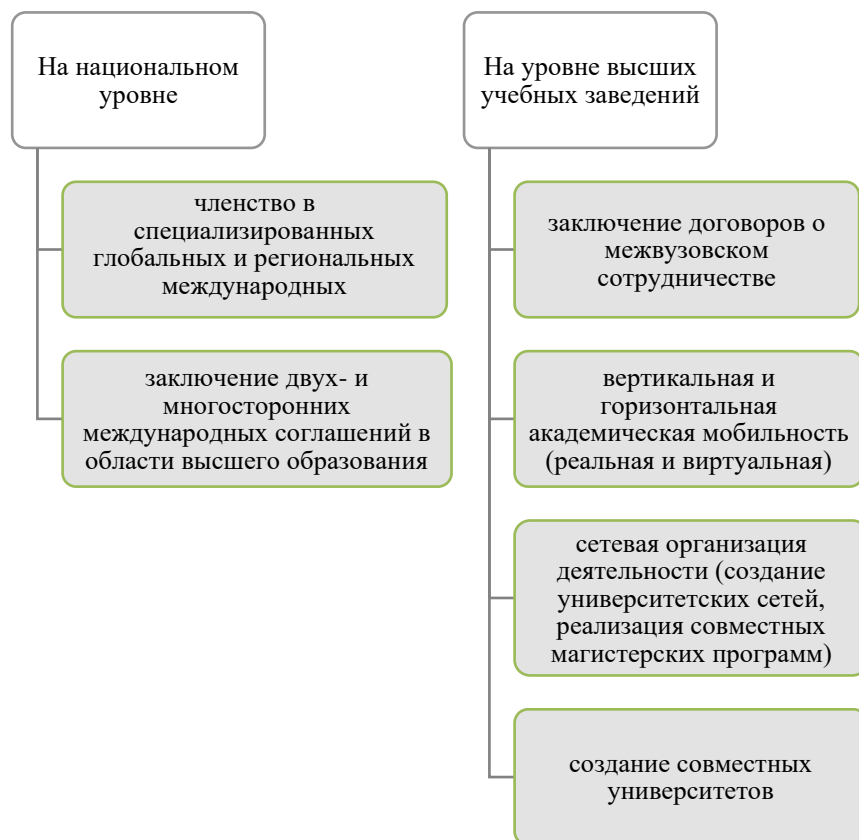 На национальном
уровне
членство в
специализированных
глобальных и региональных
международных
заключение двух- и
многосторонних
международных соглашений в
области высшего образования
На уровне высших
учебных заведений
заключение договоров о
межвузовском
сотрудничестве
вертикальная и
горизонтальная
академическая мобильность
(реальная и виртуальная)
сетевая организация
деятельности (создание
университетских сетей,
реализация совместных
магистерских программ)
создание совместных
университетов